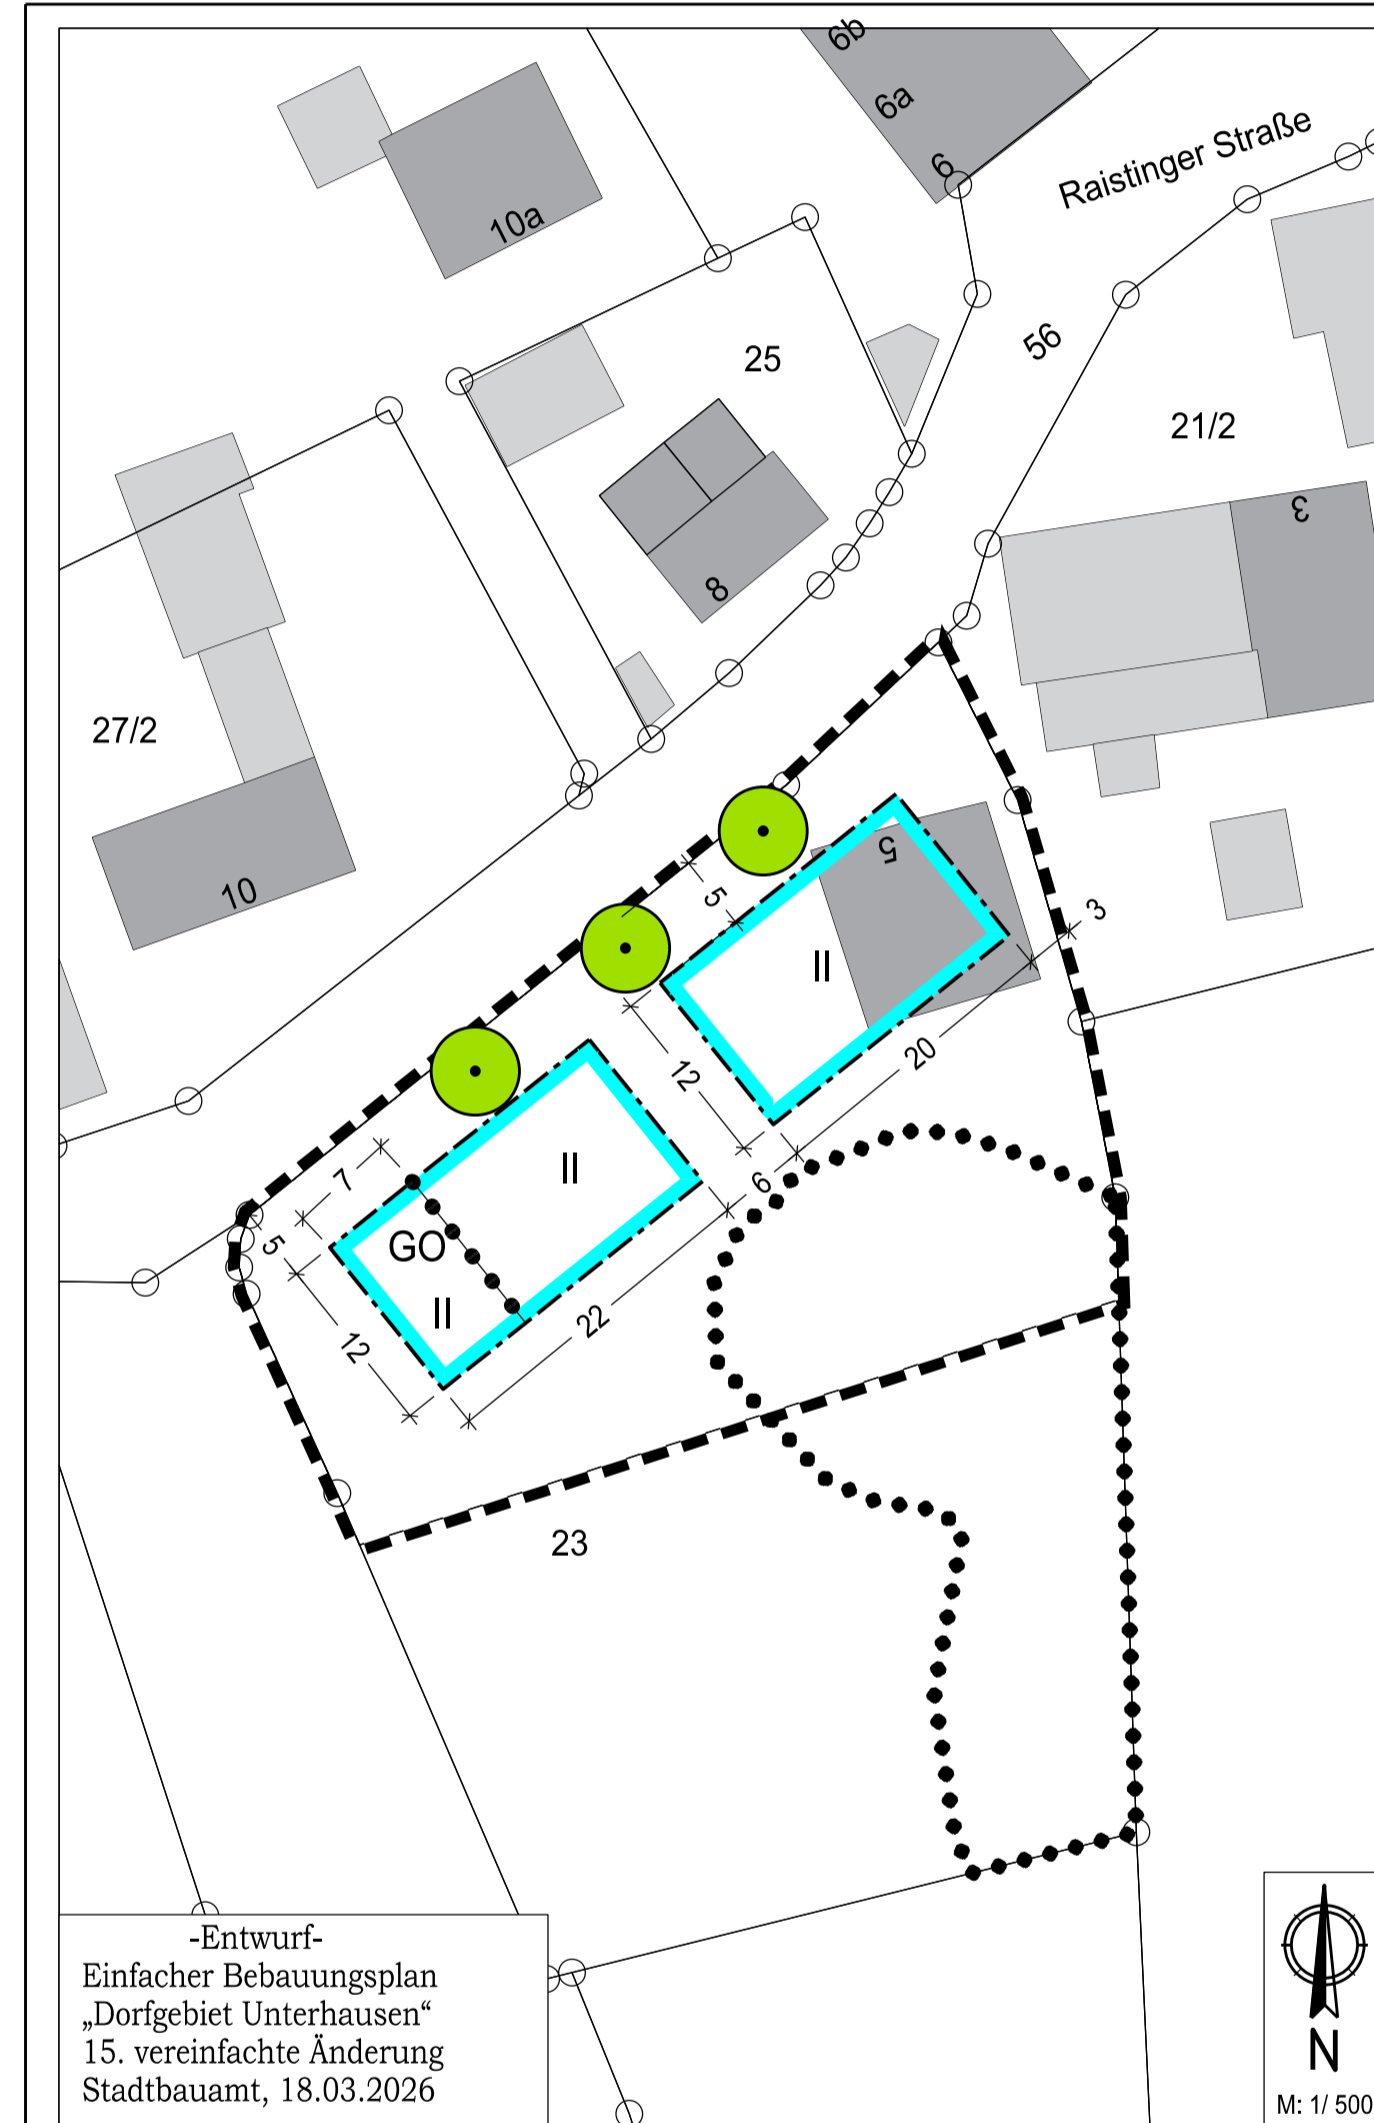 6b
6a
6
Raistinger Straße
10a
25
56
21/2
3
8
27/2
10
5
5
3
II
20
12
7
II
6
5
GO
II
22
12
23
-Entwurf-
Einfacher Bebauungsplan
„Dorfgebiet Unterhausen“
15. vereinfachte Änderung
Stadtbauamt, 18.03.2026
N
M: 1/ 500